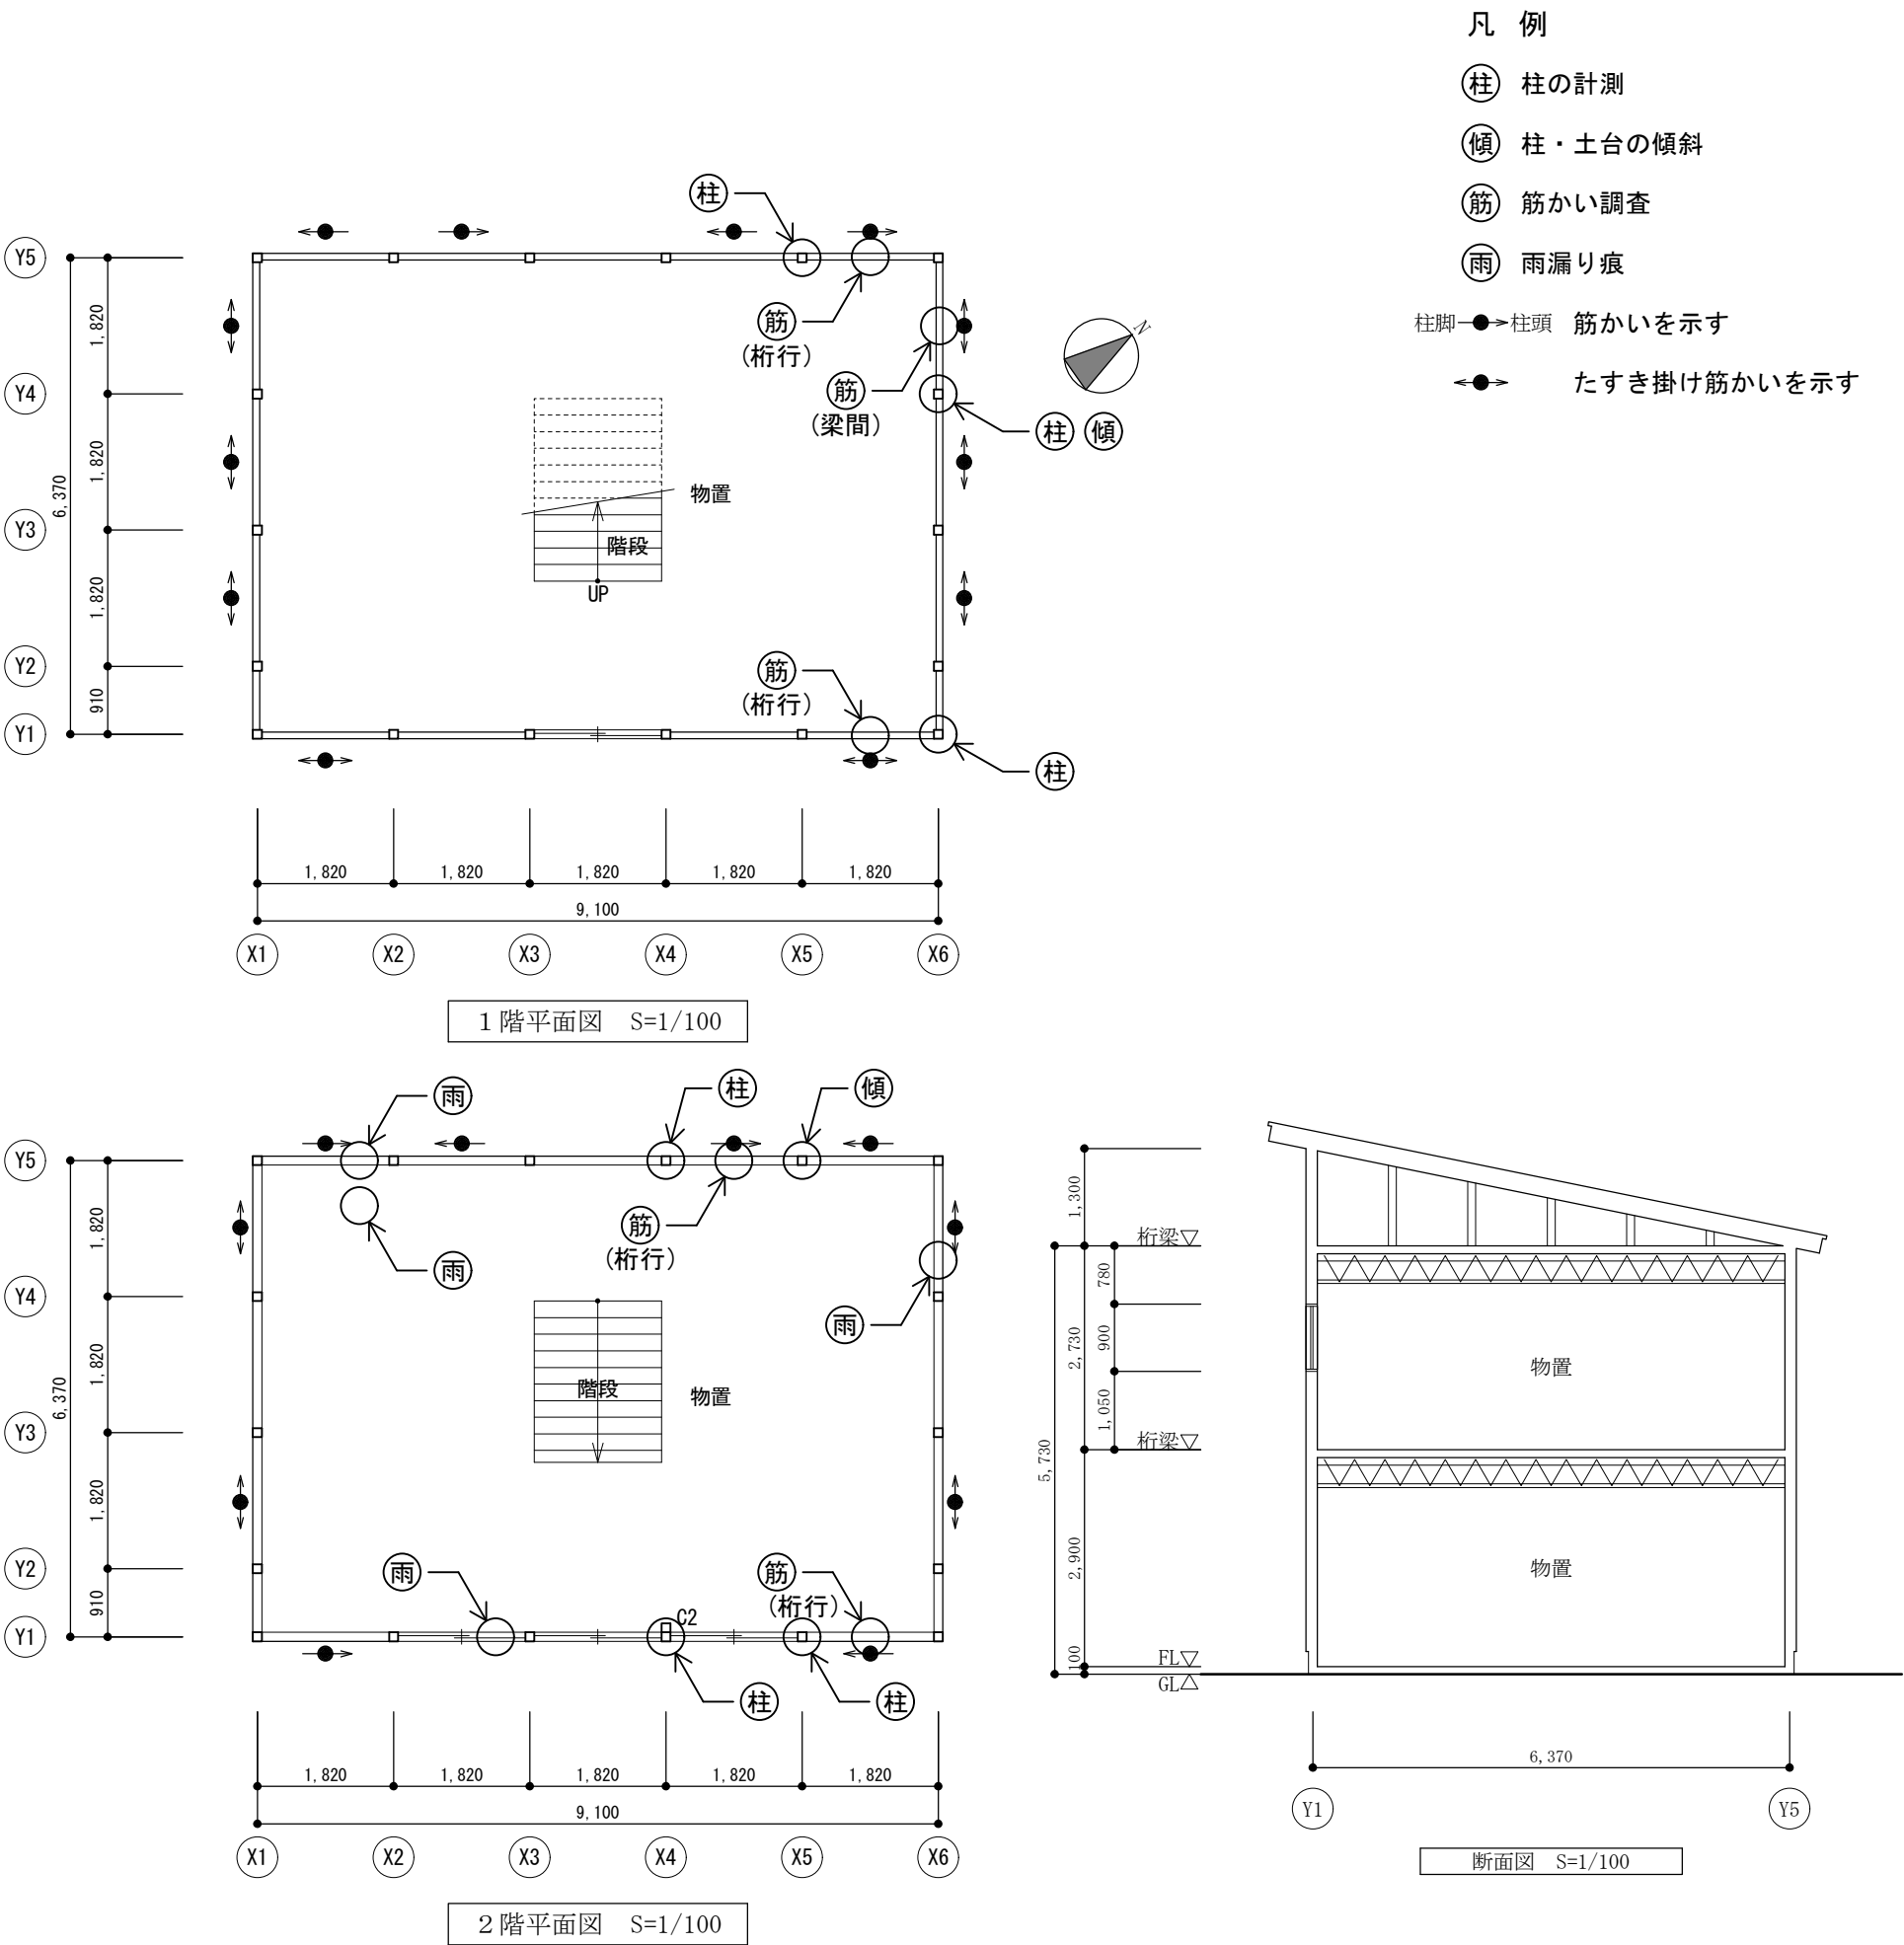 凡 例
柱 柱の計測
傾 柱・土台の傾斜
筋 筋かい調査
雨 雨漏り痕
柱脚 柱頭 筋かいを示す
たすき掛け筋かいを示す
柱
Y5
筋
(桁行)
筋
(梁間)
N
1,820
Y4
柱 傾
1,820
6,370
物置
階段
UP
Y3
1,820
Y2
910
Y1
筋
(桁行)
柱
1,820 1,820 1,820 1,820 1,820
9,100
X1 X2 X3 X4 X5 X6
1階平面図 S=1/100
雨
柱
傾
Y5
筋
(桁行)
雨
雨
1,820
Y4
1,820
6,370
階段
物置
Y3
1,820
Y2
910
Y1
雨
筋
(桁行)
C2
柱
柱
1,820 1,820 1,820 1,820 1,820
9,100
X1 X2 X3 X4 X5 X6
2階平面図 S=1/100
1,300
桁梁
780
900
2,730
1,050
桁梁
5,730
2,900
100
FL
GL
物置
物置
6,370
Y1 Y5
断面図 S=1/100